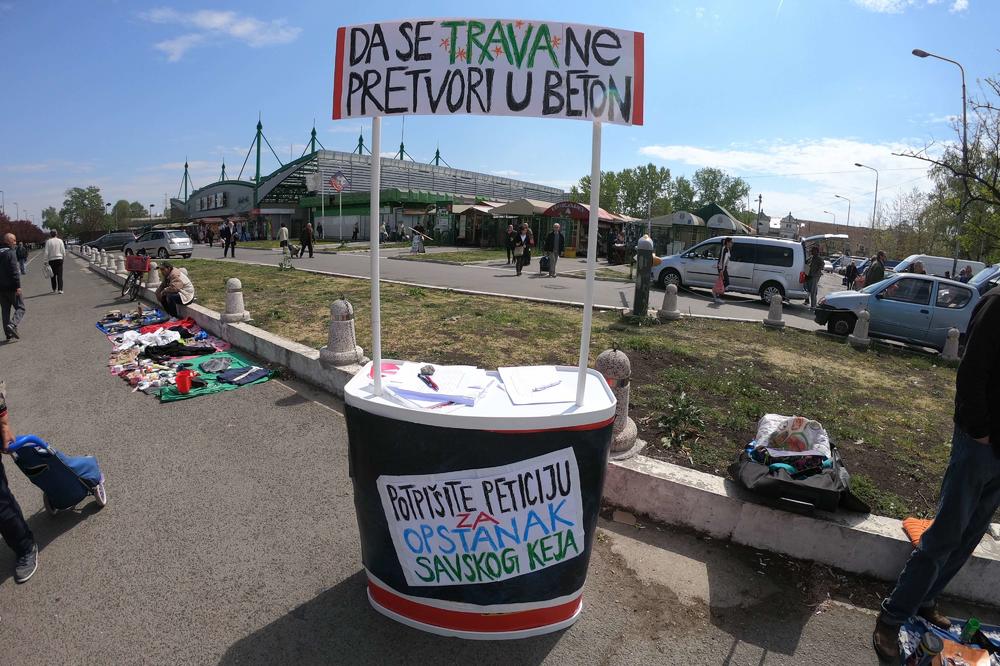 DA SE TRAVA Ne
PRETVORI U BETON
POTPIŠITE PETICIJU
ZA
OPSTANAK
SAVSKOG KEJA